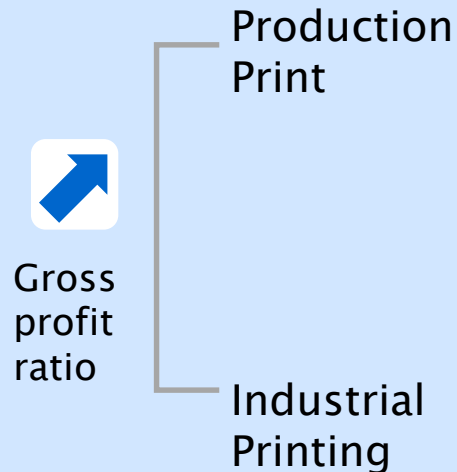 Production
Print
Gross
profit
ratio
Industrial
Printing